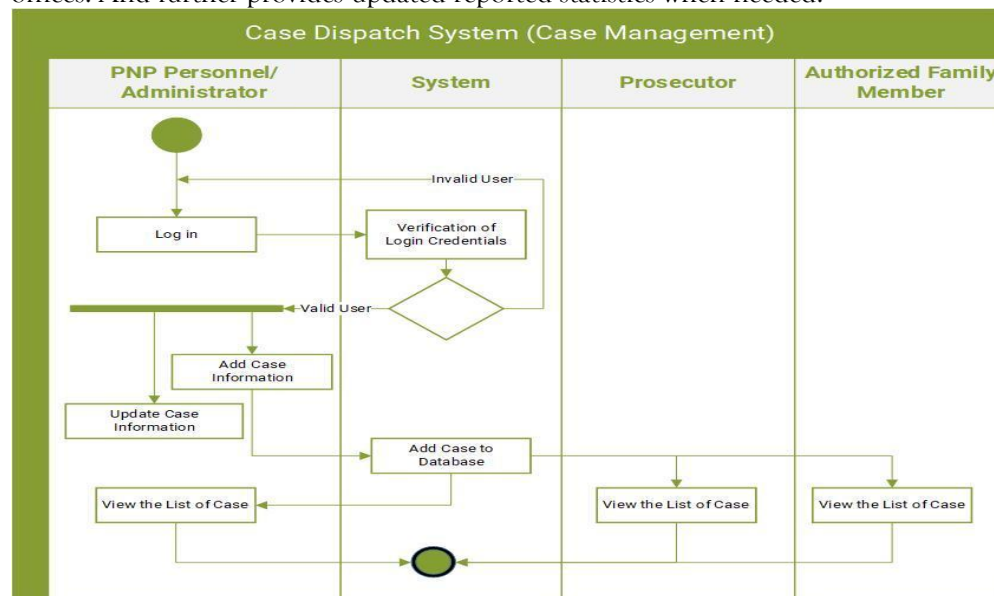 offices. And further provides updated reported statistics when needed.
Case Dispatch System (Case Management)
PNP Personnel/
Administrator
System
Prosecutor
Authorized Family
Member
Invalid User
Log in
Verification of
Login Credentials
Valid User
Add Case
Information
Update Case
Information
Add Case to
Database
View the List of Case
View the List of Case
View the List of Case